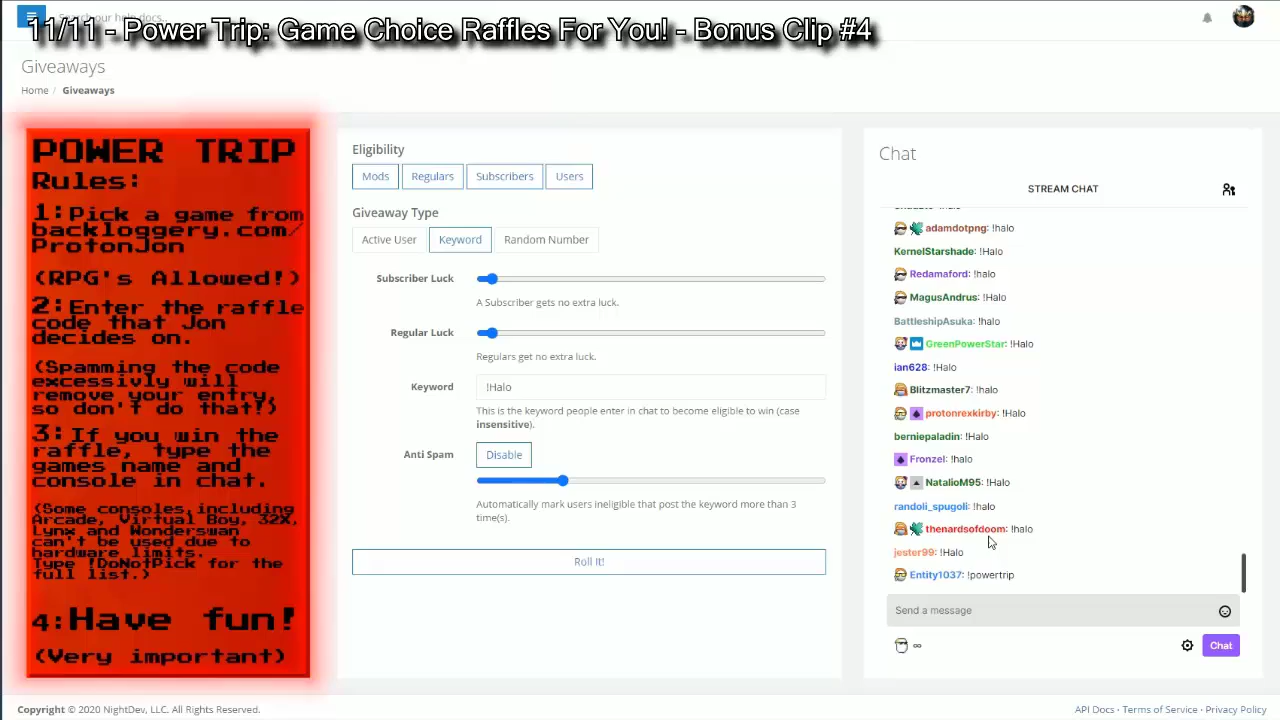 Search our help docs..
11/11 - Power Trip: Game Choice Raffles For You! - Bonus Clip #4
Giveaways
Home / Giveaways
POWER TRIP
Rules:
1:Pick a game from
backloggery.com/
ProtonJon
(RPG's Allowed!)
2:Enter the raffle
code that Jon
decides on.
(Spamming the code
excessivly will
remove your entry,
so don't do that!)
3:If you win the
raffle, type the
games name and
console in chat.
(Some consoles,including
Arcade, Virtual Boy, 32X,
Lynx and Wonderswan
can't be used due to
hardware limits.
Type !DoNotPick for the
full list.)
4:Have fun!
(Very important)
Eligibility
Mods Regulars Subscribers Users
Giveaway Type
Active User Keyword Random Number
Subscriber Luck
A Subscriber gets no extra luck.
Regular Luck
Regulars get no extra luck.
Keyword !Halo
This is the keyword people enter in chat to become eligible to win (case
insensitive).
Anti Spam Disable
Automatically mark users ineligible that post the keyword more than 3
time(s).
Roll It!
Chat
STREAM CHAT
adamdotpng: !halo
KernelStarshade: !Halo
Redamaford: !halo
MagusAndrus: !Halo
BattleshipAsuka: !halo
GreenPowerStar: !Halo
ian628: !Halo
Blitzmaster7: !halo
protonrexkirby: !Halo
berniepaladin: !Halo
Fronzel: !halo
NatalioM95: !Halo
randoli_spugoli: !halo
thenardsofdoom: !halo
jester99: !Halo
Entity1037: !powertrip
Send a message
∞
Chat
Copyright © 2020 NightDev, LLC. All Rights Reserved.
API Docs · Terms of Service · Privacy Policy